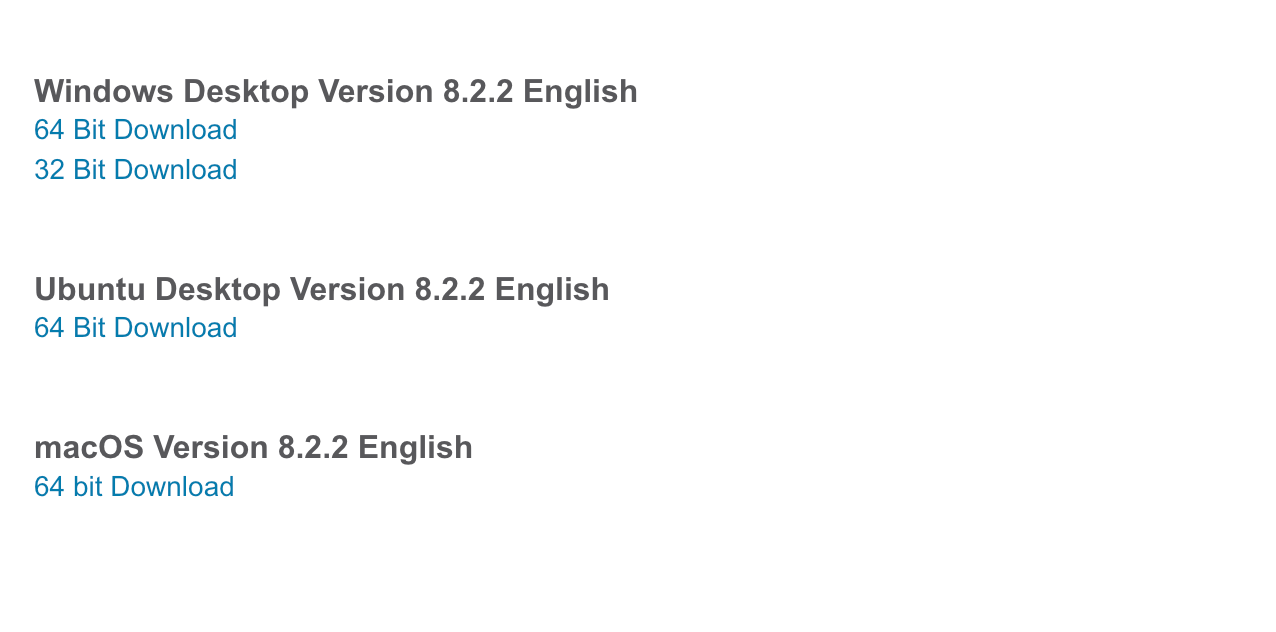 Windows Desktop Version 8.2.2 English
64 Bit Download
32 Bit Download
Ubuntu Desktop Version 8.2.2 English
64 Bit Download
macOS Version 8.2.2 English
64 bit Download